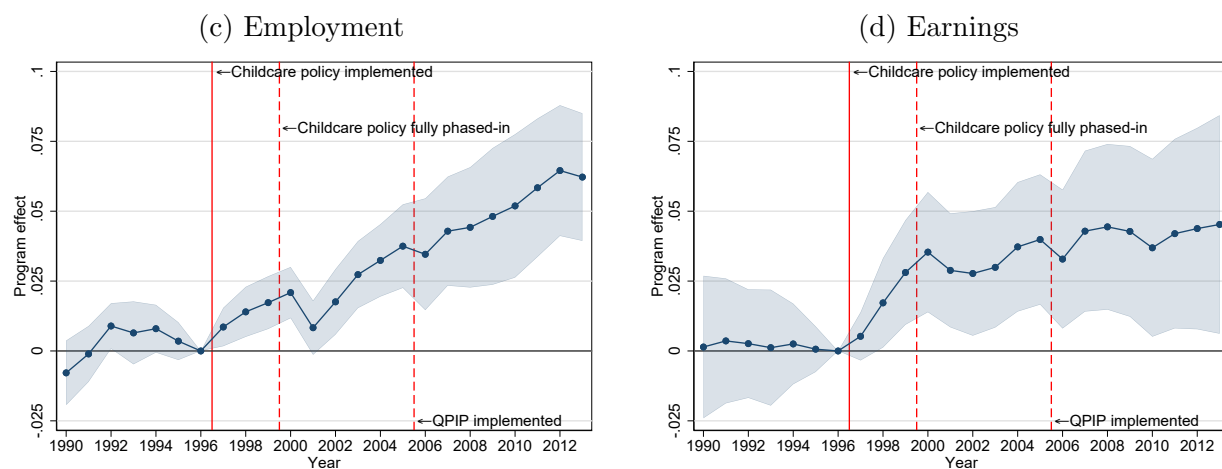 (c) Employment
.1
.075
.05
.025
0
-.025
Program effect
←Childcare policy implemented
←Childcare policy fully phased-in
←QPIP implemented
1990 1992 1994 1996 1998 2000 2002 2004 2006 2008 2010 2012
Year
(d) Earnings
.1
.075
.05
.025
0
-.025
Program effect
←Childcare policy implemented
←Childcare policy fully phased-in
←QPIP implemented
1990 1992 1994 1996 1998 2000 2002 2004 2006 2008 2010 2012
Year